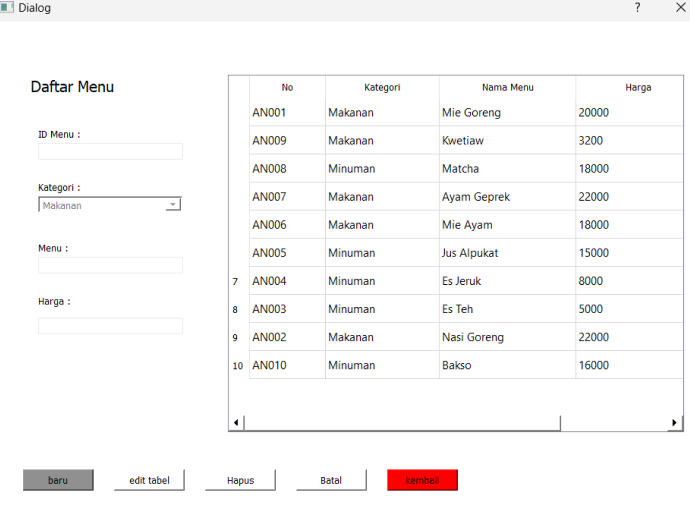 Dialog ? X
Daftar Menu
ID Menu :
Kategori :
Makanan
Menu :
Harga :
No Kategori Nama Menu Harga
AN001 Makanan Mie Goreng 20000
AN009 Makanan Kwetiaw 3200
AN008 Minuman Matcha 18000
AN007 Makanan Ayam Geprek 22000
AN006 Makanan Mie Ayam 18000
AN005 Minuman Jus Alpukat 15000
7 AN004 Minuman Es Jeruk 8000
8 AN003 Minuman Es Teh 5000
9 AN002 Makanan Nasi Goreng 22000
10 AN010 Minuman Bakso 16000
baru edit tabel Hapus Batal kembali